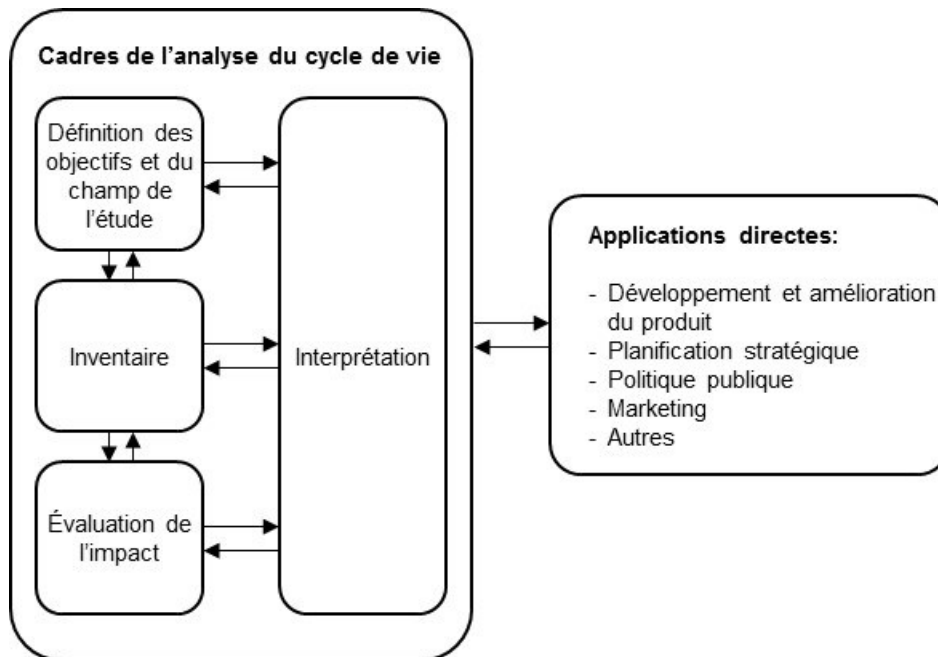 Cadres de l’analyse du cycle de vie
Définition des
objectifs et du
champ de
l’étude
Inventaire
Évaluation de
l’impact
Interprétation
Applications directes:
- Développement et amélioration
du produit
- Planification stratégique
- Politique publique
- Marketing
- Autres